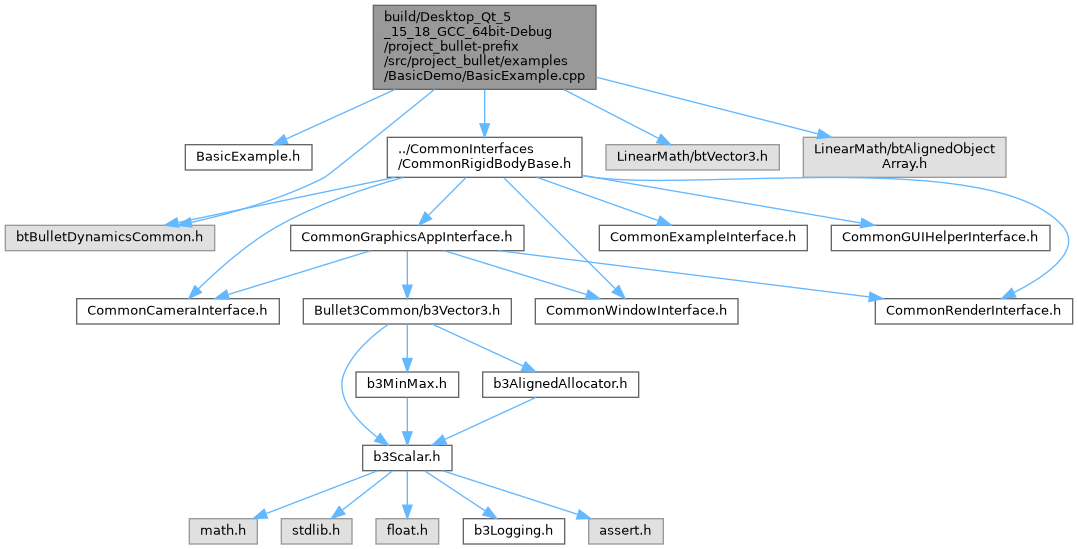 build/Desktop_Qt_5
_15_18_GCC_64bit-Debug
/project_bullet-prefix
/src/project_bullet/examples
/BasicDemo/BasicExample.cpp
BasicExample.h
../CommonInterfaces
/CommonRigidBodyBase.h
LinearMath/btVector3.h
LinearMath/btAlignedObject
Array.h
btBulletDynamicsCommon.h
CommonGraphicsAppInterface.h
CommonExampleInterface.h
CommonGUIHelperInterface.h
CommonCameraInterface.h
Bullet3Common/b3Vector3.h
CommonWindowInterface.h
CommonRenderInterface.h
b3MinMax.h
b3AlignedAllocator.h
b3Scalar.h
math.h
stdlib.h
float.h
b3Logging.h
assert.h